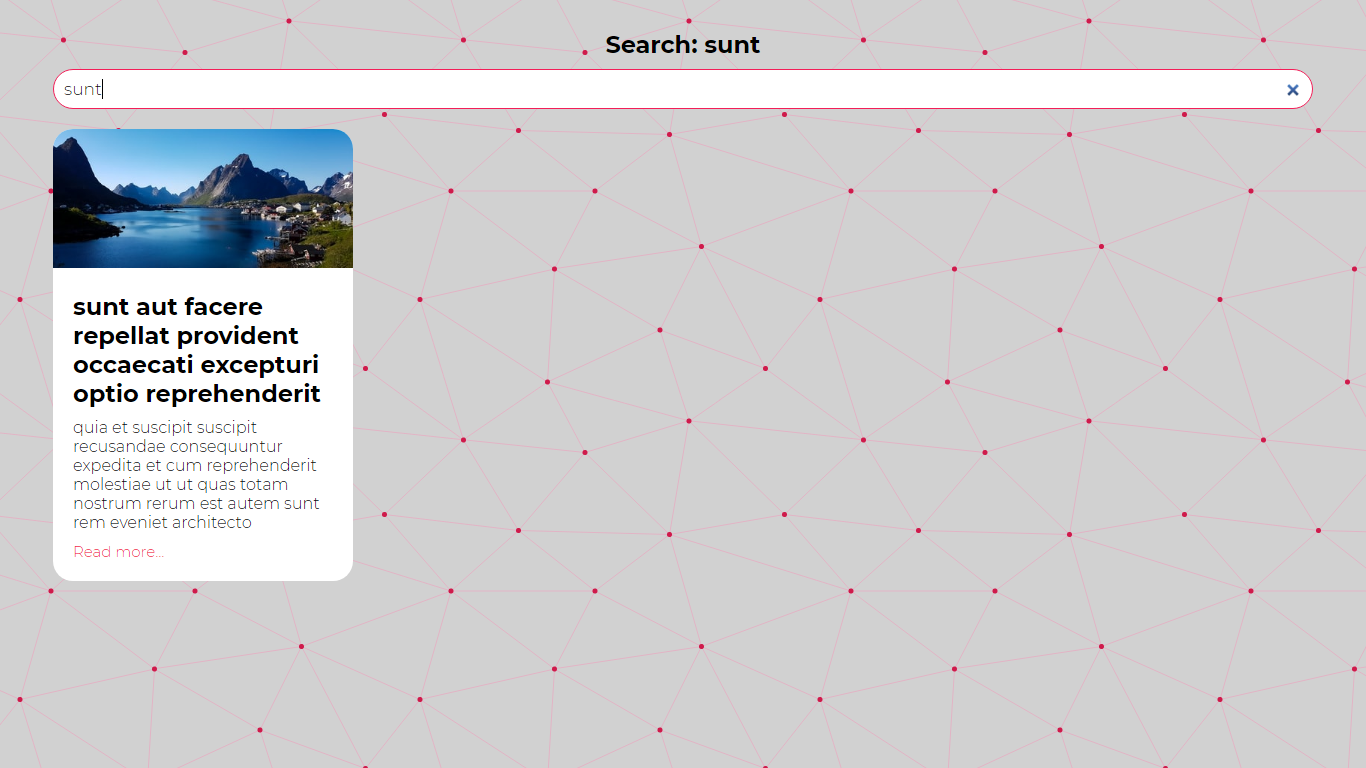 Search: sunt
sunt
sunt aut facere
repellat provident
occaecati excepturi
optio reprehenderit
quia et suscipit suscipit
recusandae consequuntur
expedita et cum reprehenderit
molestiae ut ut quas totam
nostrum rerum est autem sunt
rem eveniet architecto
Read more...